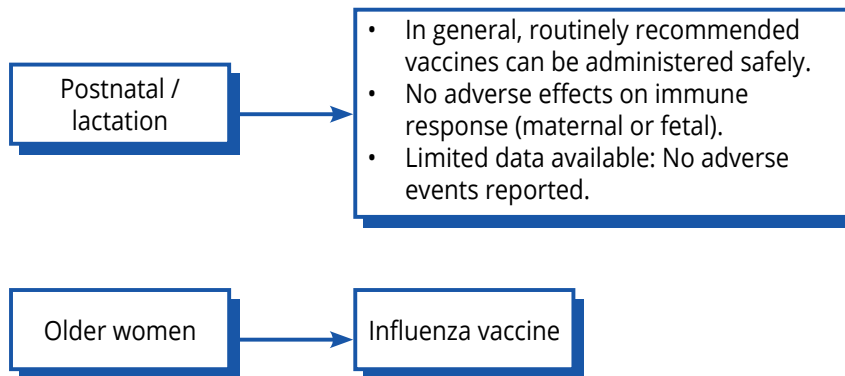 Postnatal /
lactation
• In general, routinely recommended
vaccines can be administered safely.
• No adverse effects on immune
response (maternal or fetal).
• Limited data available: No adverse
events reported.
Older women
Influenza vaccine